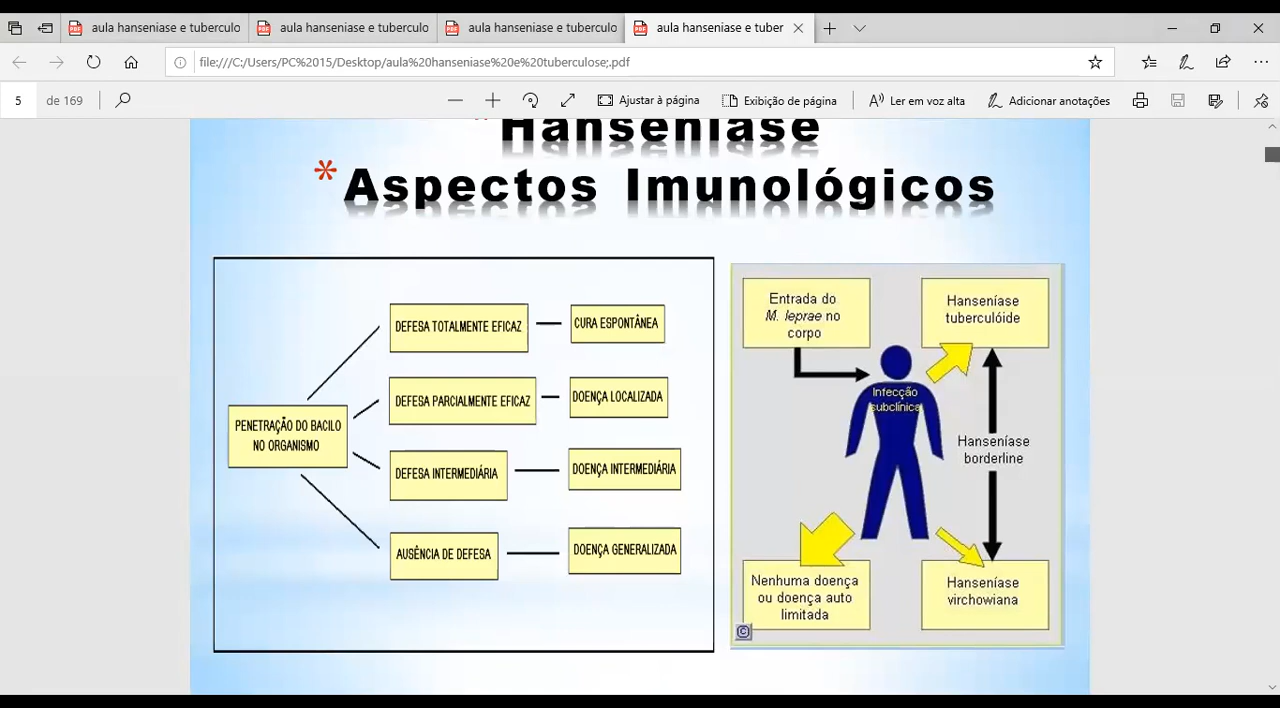 aula hanseniase e tuberculo
aula hanseniase e tuberculo
aula hanseniase e tuberculo
aula hanseniase e tuber
file:///C:/Users/PC%2015/Desktop/aula%20hanseniase%20e%20tuberculose;.pdf
5 de 169
Ajustar à página
Exibição de página
Ler em voz alta
Adicionar anotações
* Hanseníase
* Aspectos Imunológicos
PENETRAÇÃO DO BACILO
NO ORGANISMO
DEFESA TOTALMENTE EFICAZ
CURA ESPONTÂNEA
DEFESA PARCIALMENTE EFICAZ
DOENÇA LOCALIZADA
DEFESA INTERMEDIÁRIA
DOENÇA INTERMEDIÁRIA
AUSÊNCIA DE DEFESA
DOENÇA GENERALIZADA
Entrada do
M. leprae no
corpo
Hanseníase
tuberculóide
Infecção
subclínica
Hanseníase
borderline
Nenhuma doença
ou doença auto
limitada
Hanseníase
virchowiana
©